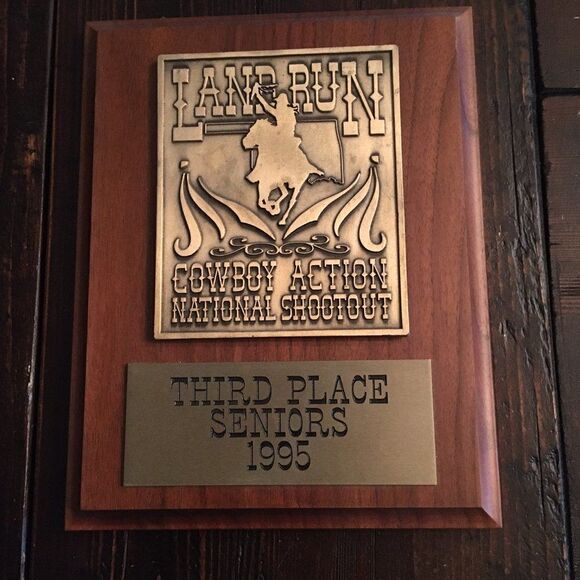 LAND RUN
COWBOY ACTION
NATIONAL SHOOTOUT
THIRD PLACE
SENIORS
1995